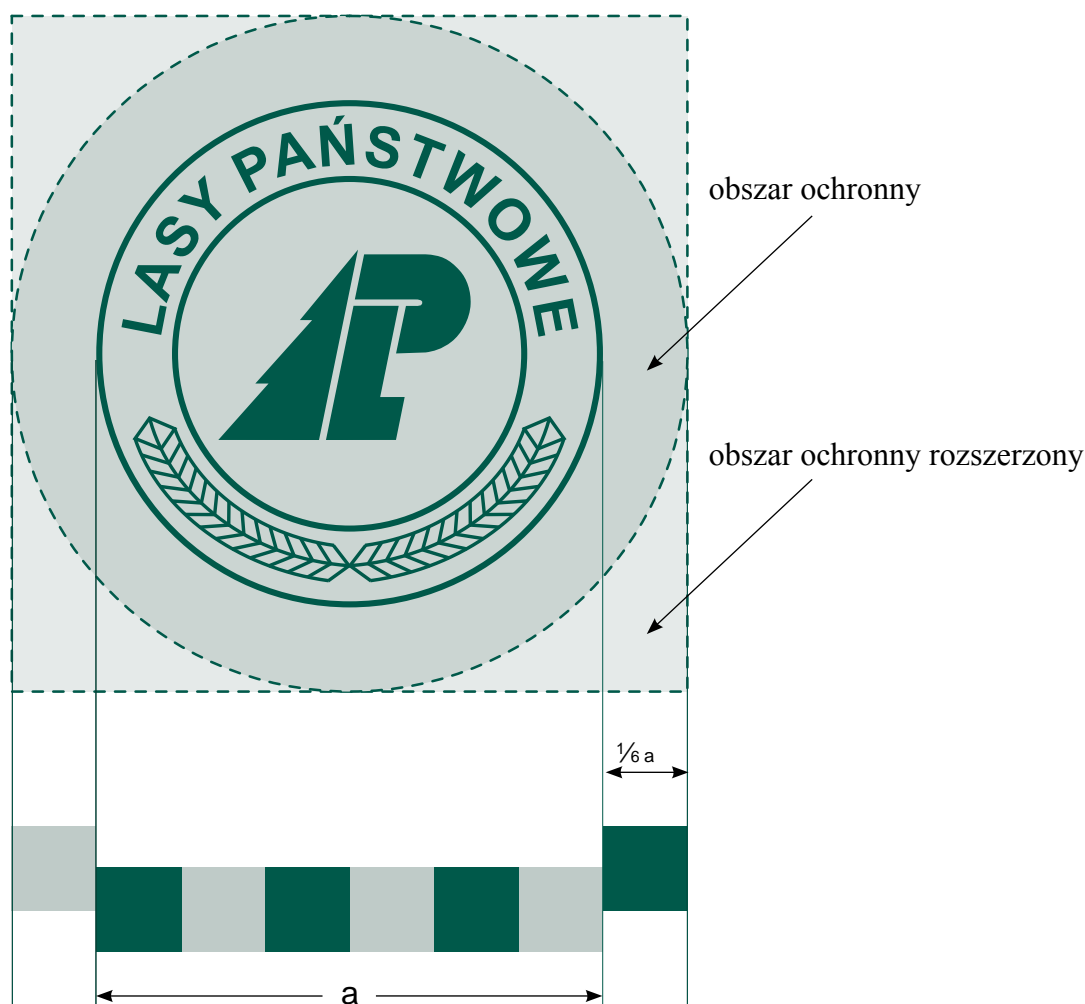 LASY PAŃSTWOWE
obszar ochronny
obszar ochronny rozszerzony
⅙ a
a